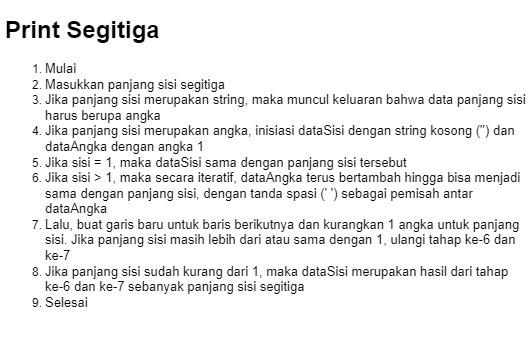 Print Segitiga
1. Mulai
2. Masukkan panjang sisi segitiga
3. Jika panjang sisi merupakan string, maka muncul keluaran bahwa data panjang sisi
harus berupa angka
4. Jika panjang sisi merupakan angka, inisiasi dataSisi dengan string kosong ('') dan
dataAngka dengan angka 1
5. Jika sisi = 1, maka dataSisi sama dengan panjang sisi tersebut
6. Jika sisi > 1, maka secara iteratif, dataAngka terus bertambah hingga bisa menjadi
sama dengan panjang sisi, dengan tanda spasi (' ') sebagai pemisah antar
dataAngka
7. Lalu, buat garis baru untuk baris berikutnya dan kurangkan 1 angka untuk panjang
sisi. Jika panjang sisi masih lebih dari atau sama dengan 1, ulangi tahap ke-6 dan
ke-7
8. Jika panjang sisi sudah kurang dari 1, maka dataSisi merupakan hasil dari tahap
ke-6 dan ke-7 sebanyak panjang sisi segitiga
9. Selesai